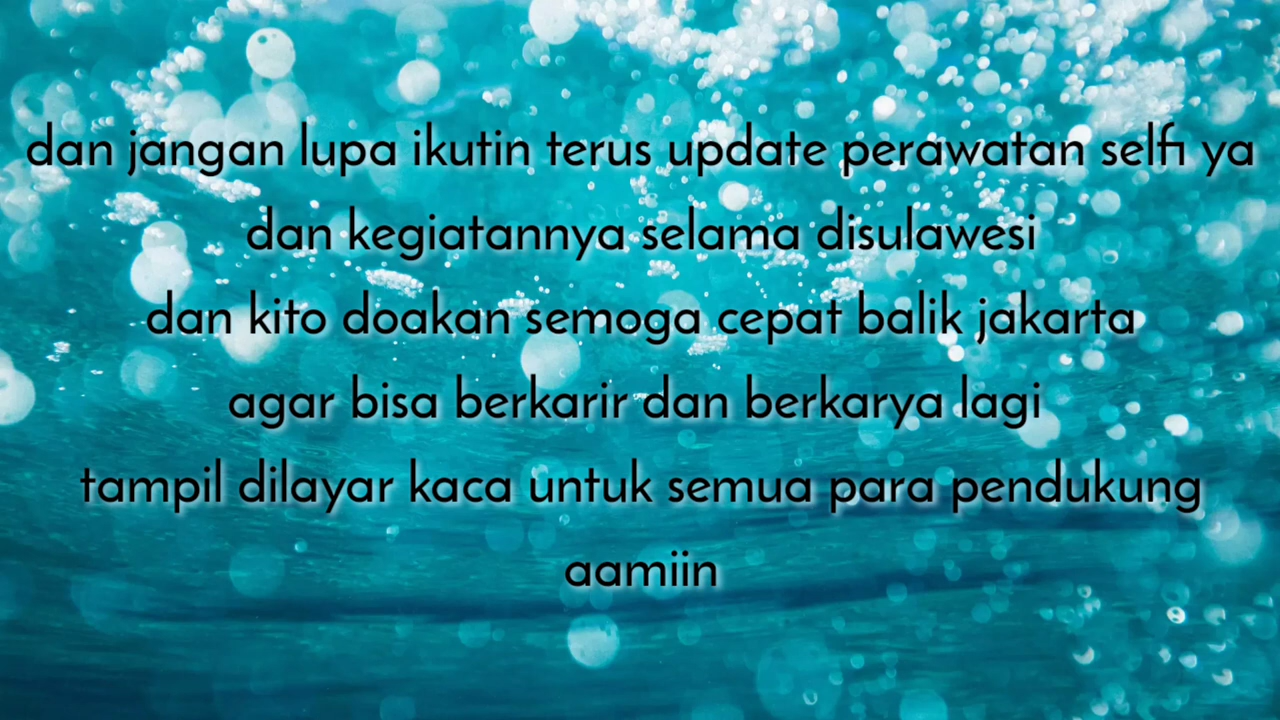 dan jangan lupa ikutin terus update perawatan selfi ya
dan kegiatannya selama disulawesi
dan kito doakan semoga cepat balik jakarta
agar bisa berkarir dan berkarya lagi
tampil dilayar kaca untuk semua para pendukung
aamiin